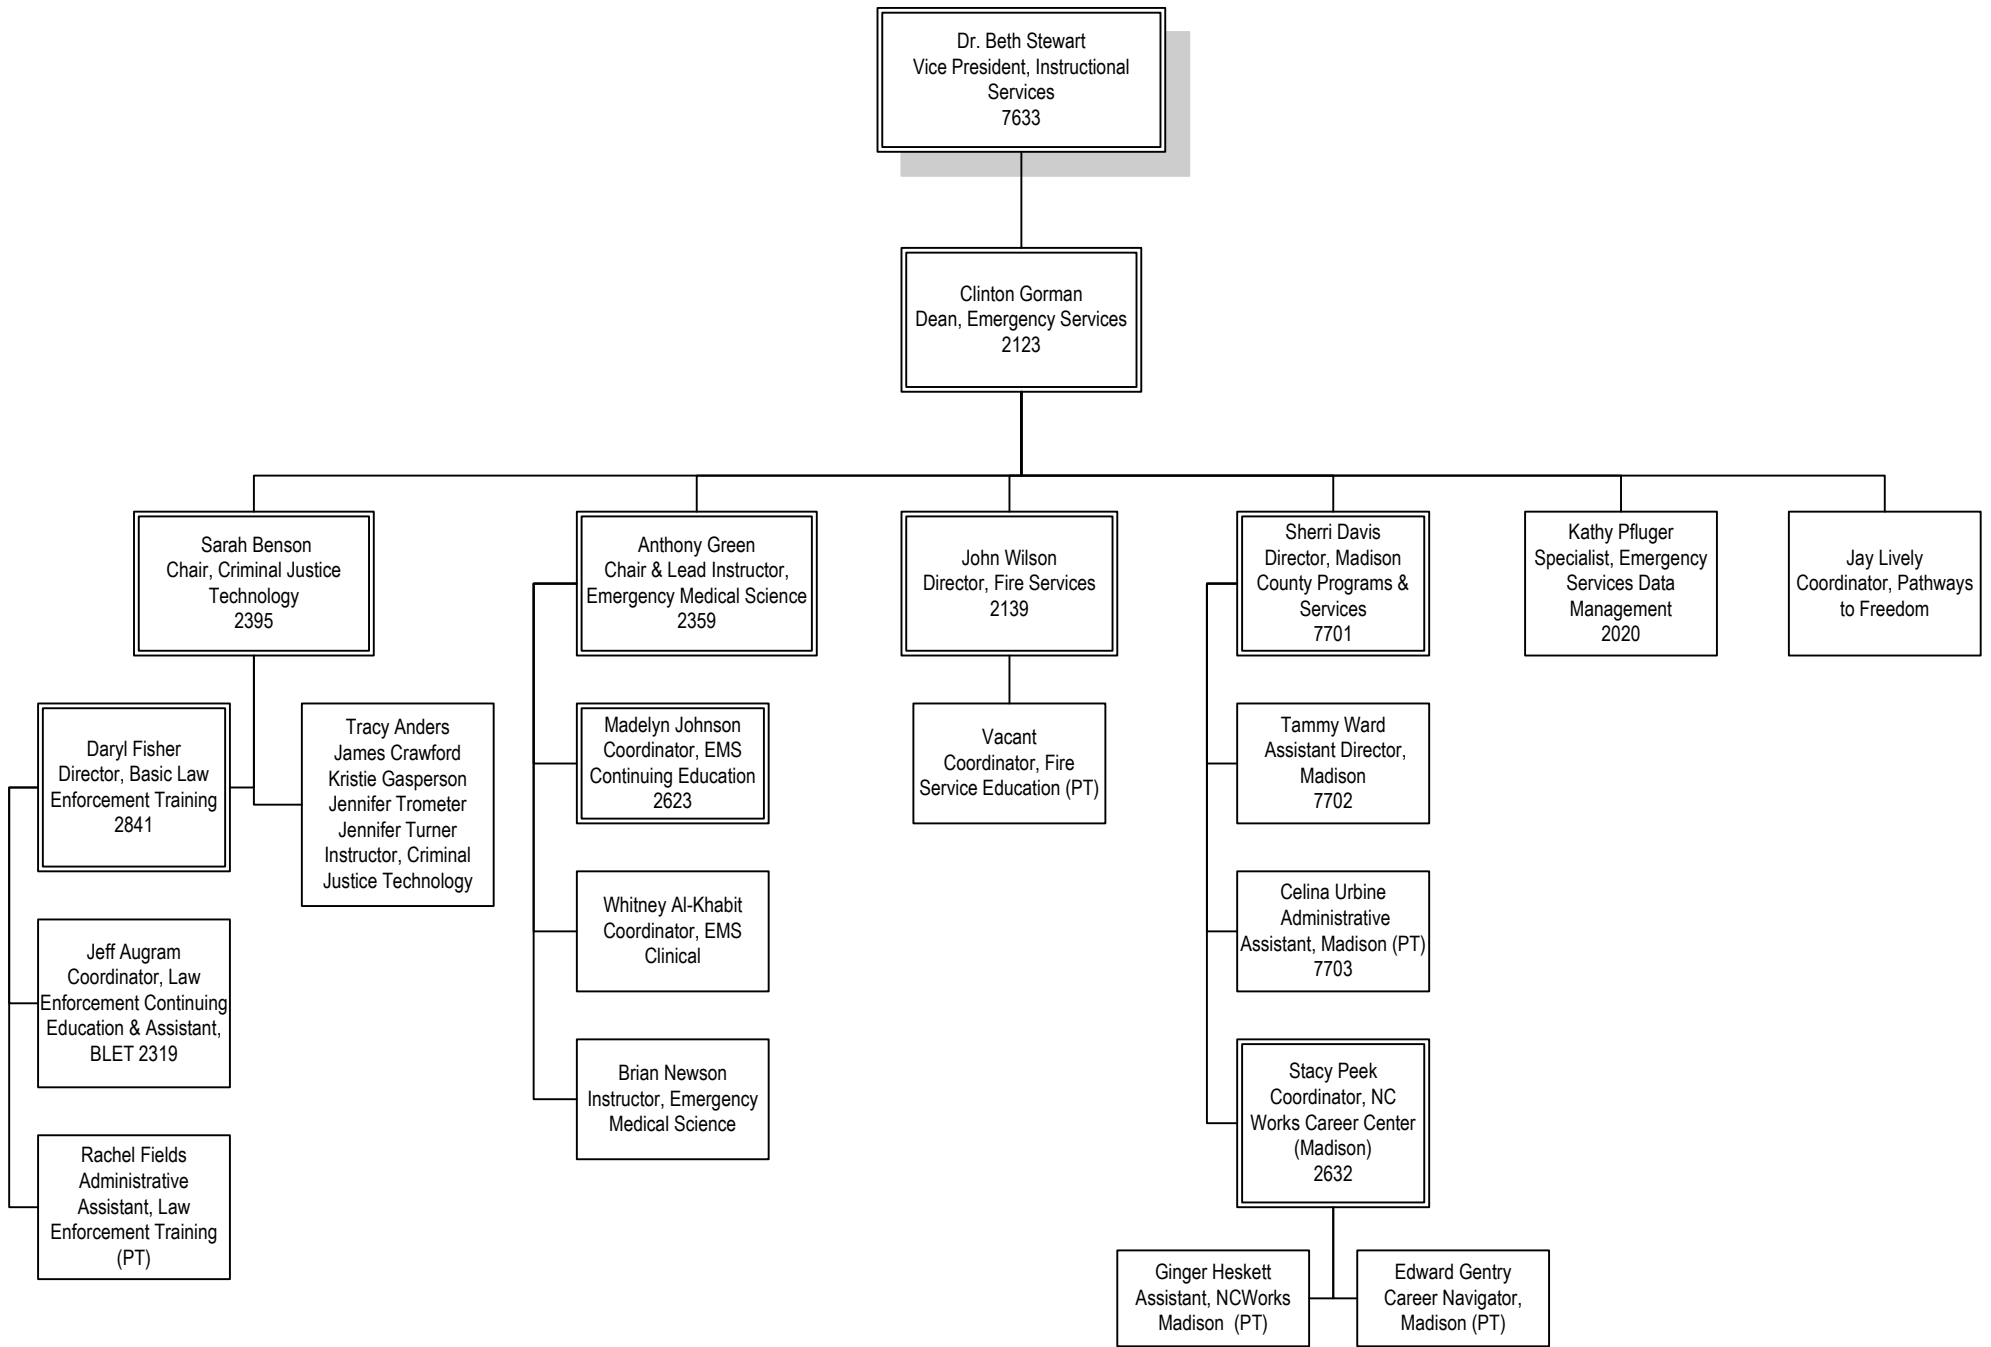 Dr. Beth Stewart
Vice President, Instructional
Services
7633
Clinton Gorman
Dean, Emergency Services
2123
Sarah Benson
Chair, Criminal Justice
Technology
2395
Anthony Green
Chair & Lead Instructor,
Emergency Medical Science
2359
John Wilson
Director, Fire Services
2139
Sherri Davis
Director, Madison
County Programs &
Services
7701
Kathy Pfluger
Specialist, Emergency
Services Data
Management
2020
Jay Lively
Coordinator, Pathways
to Freedom
Daryl Fisher
Director, Basic Law
Enforcement Training
2841
Tracy Anders
James Crawford
Kristie Gasperson
Jennifer Trometer
Jennifer Turner
Instructor, Criminal
Justice Technology
Madelyn Johnson
Coordinator, EMS
Continuing Education
2623
Vacant
Coordinator, Fire
Service Education (PT)
Tammy Ward
Assistant Director,
Madison
7702
Jeff Augram
Coordinator, Law
Enforcement Continuing
Education & Assistant,
BLET 2319
Whitney Al-Khabit
Coordinator, EMS
Clinical
Celina Urbine
Administrative
Assistant, Madison (PT)
7703
Rachel Fields
Administrative
Assistant, Law
Enforcement Training
(PT)
Brian Newson
Instructor, Emergency
Medical Science
Stacy Peek
Coordinator, NC
Works Career Center
(Madison)
2632
Ginger Heskett
Assistant, NCWorks
Madison (PT)
Edward Gentry
Career Navigator,
Madison (PT)